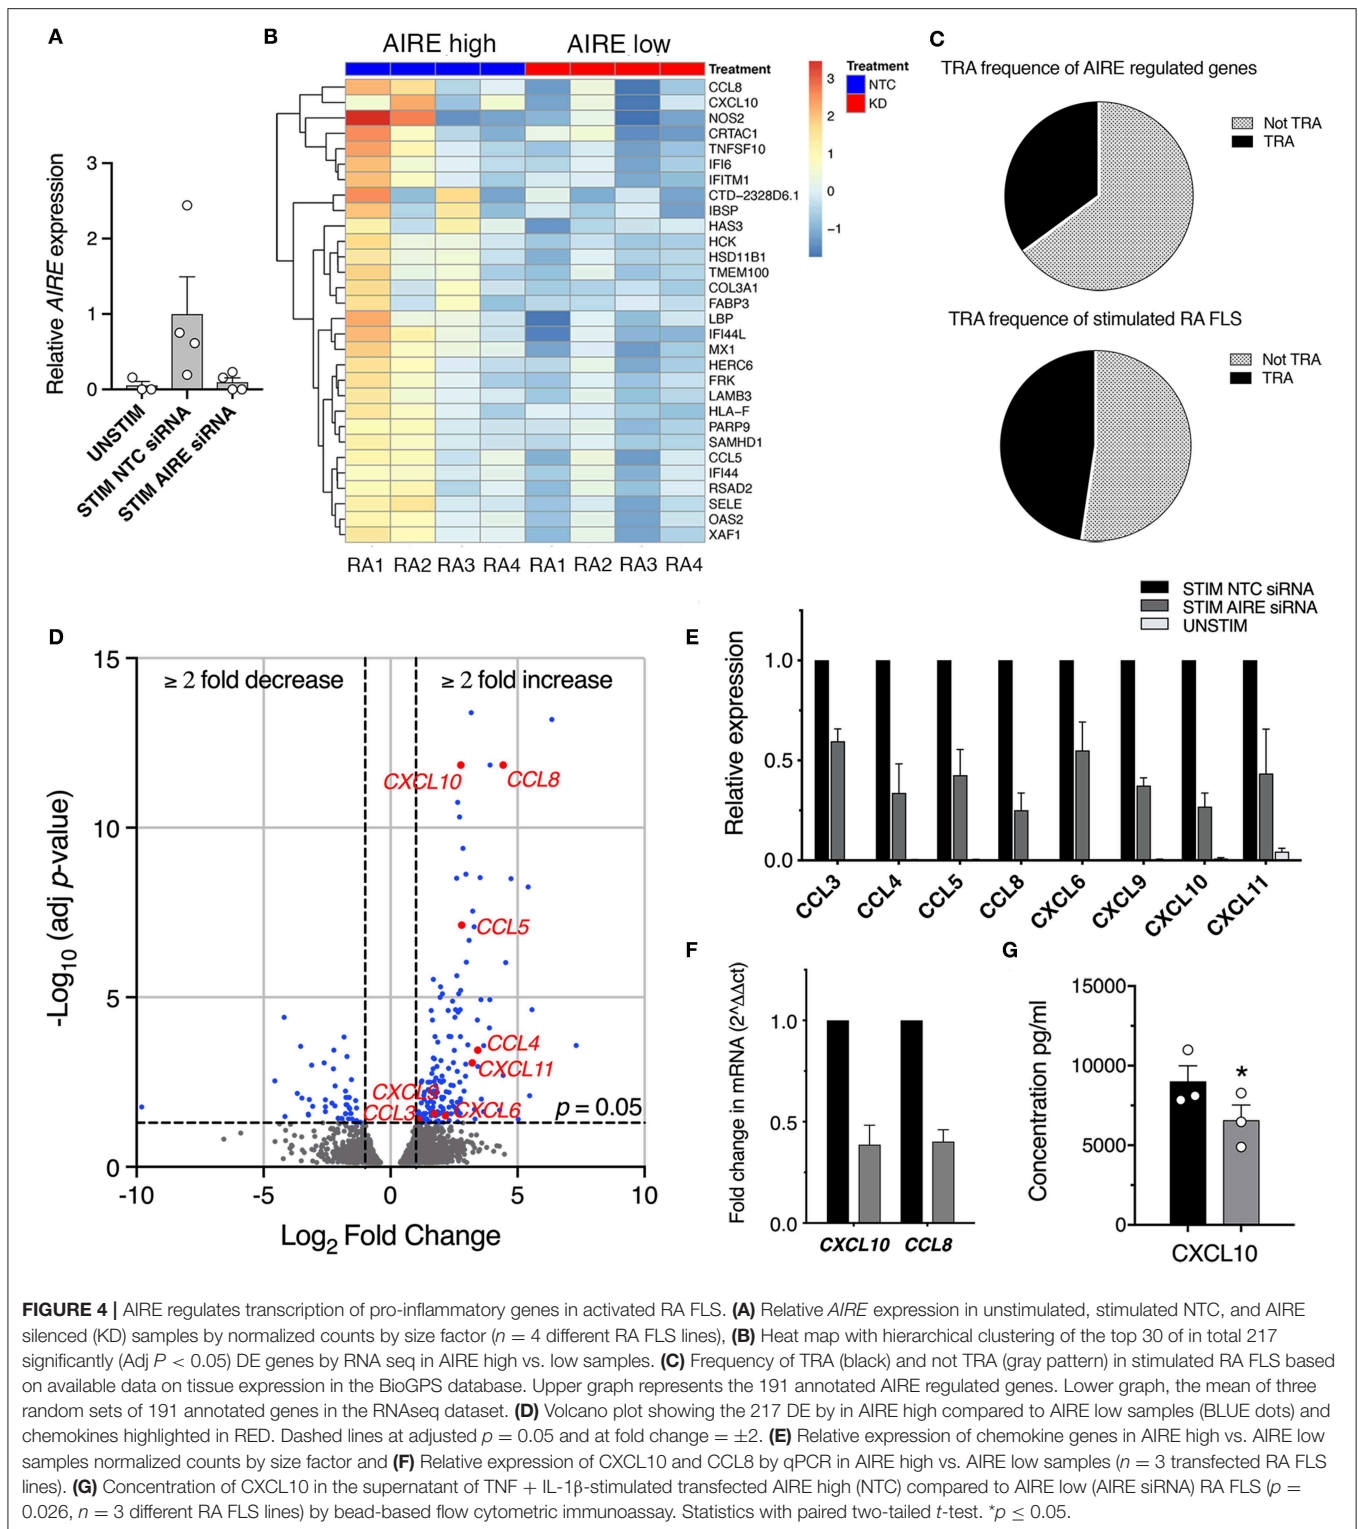 A
Relative AIRE expression
3
2
1
0
UNSTIM
STIM NTC siRNA
STIM AIRE siRNA
B
AIRE high
AIRE low
Treatment
CCL8
CXCL10
NOS2
CRTAC1
TNFSF10
IFI6
IFITM1
CTD-2328D6.1
IBSP
HAS3
HCK
HSD11B1
TMEM100
COL3A1
FABP3
LBP
IFI44L
MX1
HERC6
FRK
LAMB3
HLA-F
PARP9
SAMHD1
CCL5
IFI44
RSAD2
SELE
OAS2
XAF1
RA1 RA2 RA3 RA4 RA1 RA2 RA3 RA4
3
2
1
0
-1
Treatment
NTC
KD
C
TRA frequence of AIRE regulated genes
Not TRA
TRA
TRA frequence of stimulated RA FLS
Not TRA
TRA
D
≥ 2 fold decrease
≥ 2 fold increase
15
10
5
0
-Log10 (adj p-value)
CXCL10
CCL8
CCL5
CCL4
CXCL11
CXCL9
CCL3
CXCL6
p = 0.05
-10 -5 0 5 10
Log2 Fold Change
E
STIM NTC siRNA
STIM AIRE siRNA
UNSTIM
Relative expression
1.0
0.5
0.0
CCL3
CCL4
CCL5
CCL8
CXCL6
CXCL9
CXCL10
CXCL11
F
Fold change in mRNA (2^ΔΔct)
1.0
0.5
0.0
CXCL10 CCL8
G
Concentration pg/ml
15000
10000
5000
0
*
CXCL10
FIGURE 4 | AIRE regulates transcription of pro-inflammatory genes in activated RA FLS. (A) Relative AIRE expression in unstimulated, stimulated NTC, and AIRE
silenced (KD) samples by normalized counts by size factor (n = 4 different RA FLS lines), (B) Heat map with hierarchical clustering of the top 30 of in total 217
significantly (Adj P < 0.05) DE genes by RNA seq in AIRE high vs. low samples. (C) Frequency of TRA (black) and not TRA (gray pattern) in stimulated RA FLS based
on available data on tissue expression in the BioGPS database. Upper graph represents the 191 annotated AIRE regulated genes. Lower graph, the mean of three
random sets of 191 annotated genes in the RNAseq dataset. (D) Volcano plot showing the 217 DE by in AIRE high compared to AIRE low samples (BLUE dots) and
chemokines highlighted in RED. Dashed lines at adjusted p = 0.05 and at fold change = ±2. (E) Relative expression of chemokine genes in AIRE high vs. AIRE low
samples normalized counts by size factor and (F) Relative expression of CXCL10 and CCL8 by qPCR in AIRE high vs. AIRE low samples (n = 3 transfected RA FLS
lines). (G) Concentration of CXCL10 in the supernatant of TNF + IL-1β-stimulated transfected AIRE high (NTC) compared to AIRE low (AIRE siRNA) RA FLS (p =
0.026, n = 3 different RA FLS lines) by bead-based flow cytometric immunoassay. Statistics with paired two-tailed t-test. *p ≤ 0.05.